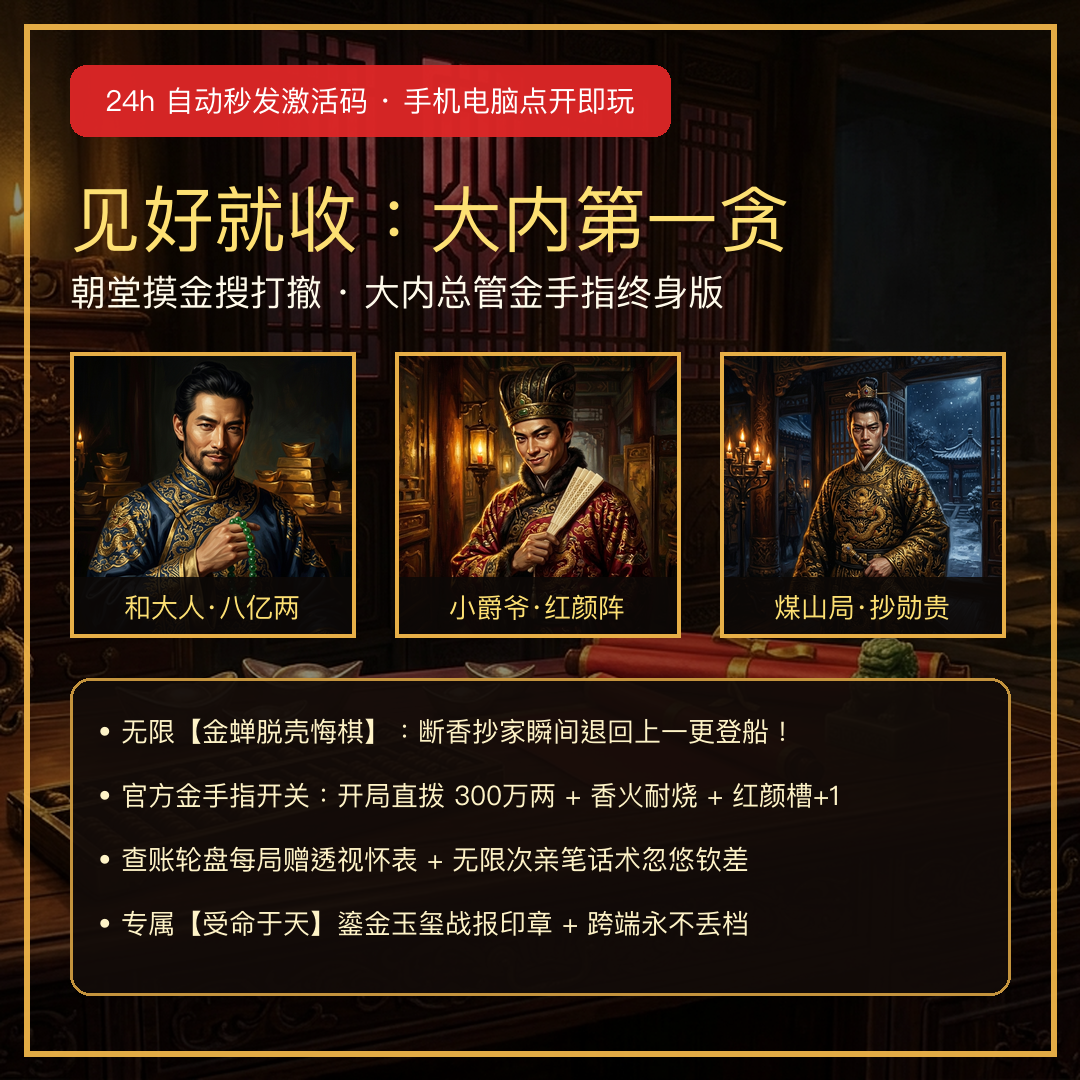 24h 自动秒发激活码 · 手机电脑点开即玩
见好就收：大内第一贪
朝堂摸金搜打撤 · 大内总管金手指终身版
和大人·八亿两
小爵爷·红颜阵
煤山局·抄勋贵
• 无限【金蝉脱壳悔棋】：断香抄家瞬间退回上一更登船！
• 官方金手指开关：开局直拨 300万两 + 香火耐烧 + 红颜槽+1
• 查账轮盘每局赠透视怀表 + 无限次亲笔话术忽悠钦差
• 专属【受命于天】鎏金玉玺战报印章 + 跨端永不丢档